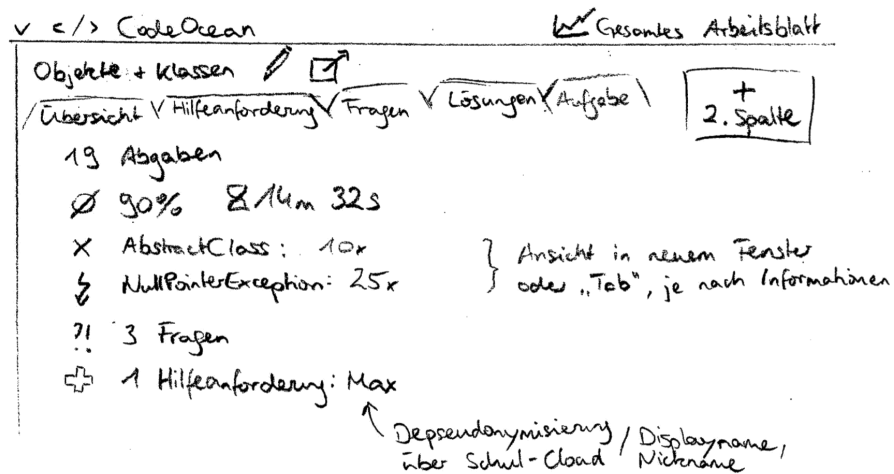 v </> CodeOcean
Gesamtes Arbeitsblatt
Objekte + Klassen
Übersicht
Hilfeanforderung
Fragen
Lösungen
Aufgabe
+
2. Spalte
19 Abgaben
Ø 90% 14m 32s
X AbstractClass: 10x
NullPointerException: 25x
} Ansicht in neuem Fenster
oder „Tab", je nach Informationen
?! 3 Fragen
1 Hilfeanforderung: Max
Depseudonymisierung / Displayname,
über Schul-Cloud Nickname